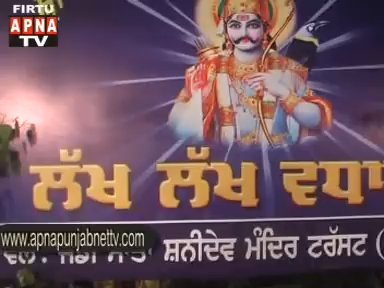 FIRTU
APNA
TV
ਲੱਖ ਲੱਖ ਵਧਾ
www.apnapunjabnettv.com
ਸ਼ਨੀਦੇਵ ਮੰਦਿਰ ਟਰੱਸਟ (